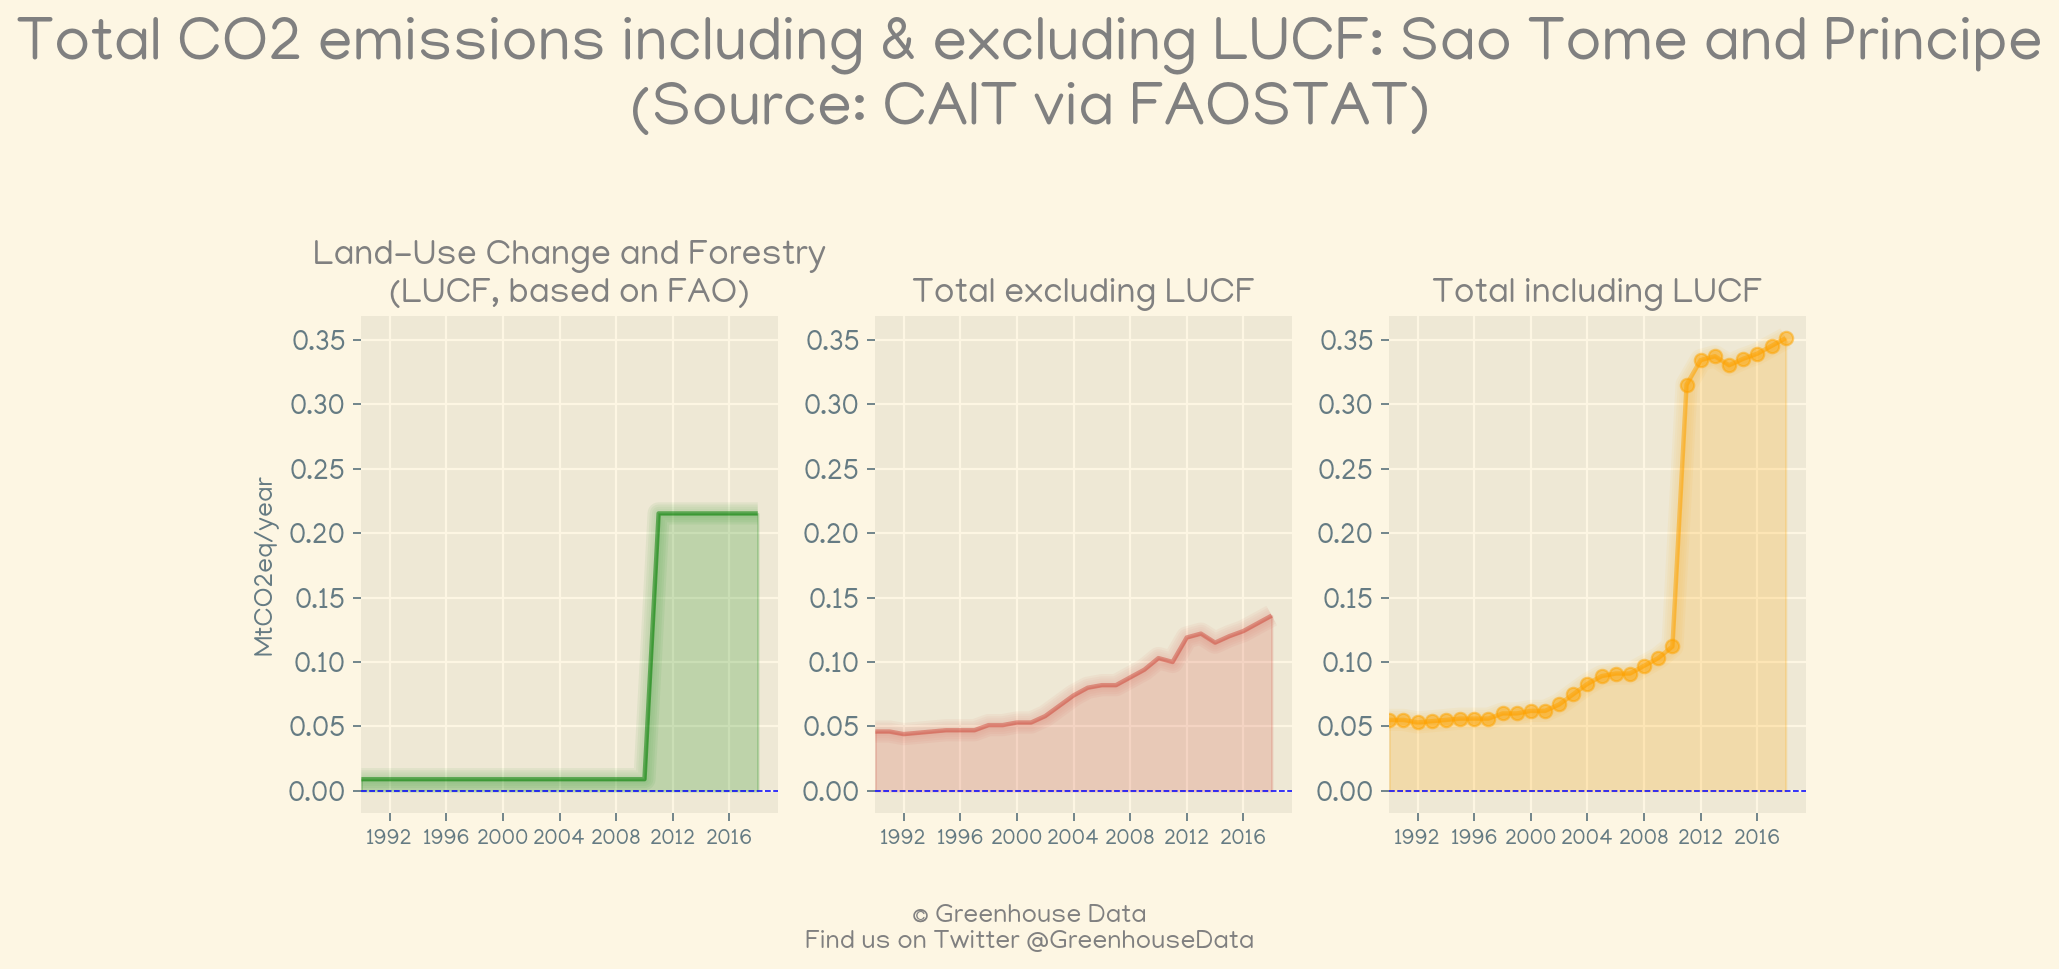 Total CO2 emissions including & excluding LUCF: Sao Tome and Principe
(Source: CAIT via FAOSTAT)
Land-Use Change and Forestry
(LUCF, based on FAO)
MtCO2eq/year
0.35
0.30
0.25
0.20
0.15
0.10
0.05
0.00
1992 1996 2000 2004 2008 2012 2016
Total excluding LUCF
0.35
0.30
0.25
0.20
0.15
0.10
0.05
0.00
1992 1996 2000 2004 2008 2012 2016
Total including LUCF
0.35
0.30
0.25
0.20
0.15
0.10
0.05
0.00
1992 1996 2000 2004 2008 2012 2016
© Greenhouse Data
Find us on Twitter @GreenhouseData